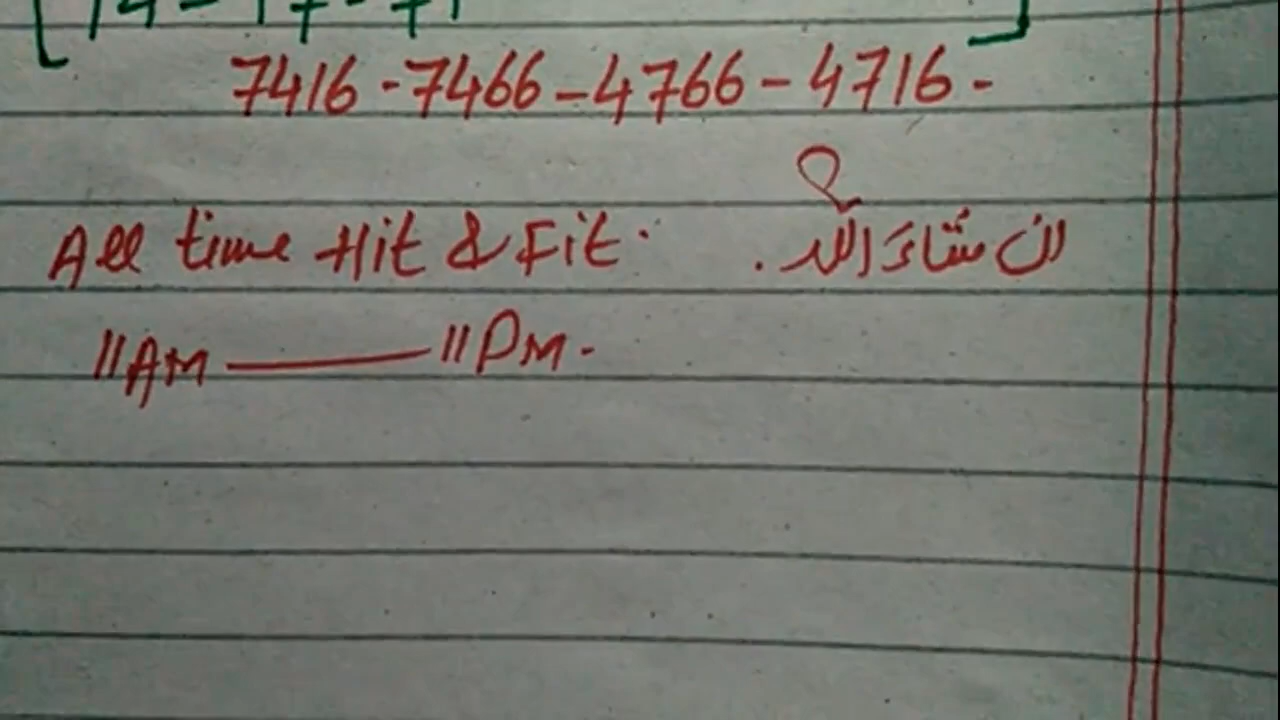 7416 - 7466 - 4766 - 4716 -
All time Hit & Fit. ان شاءَ اللہ .
11AM — 11PM.